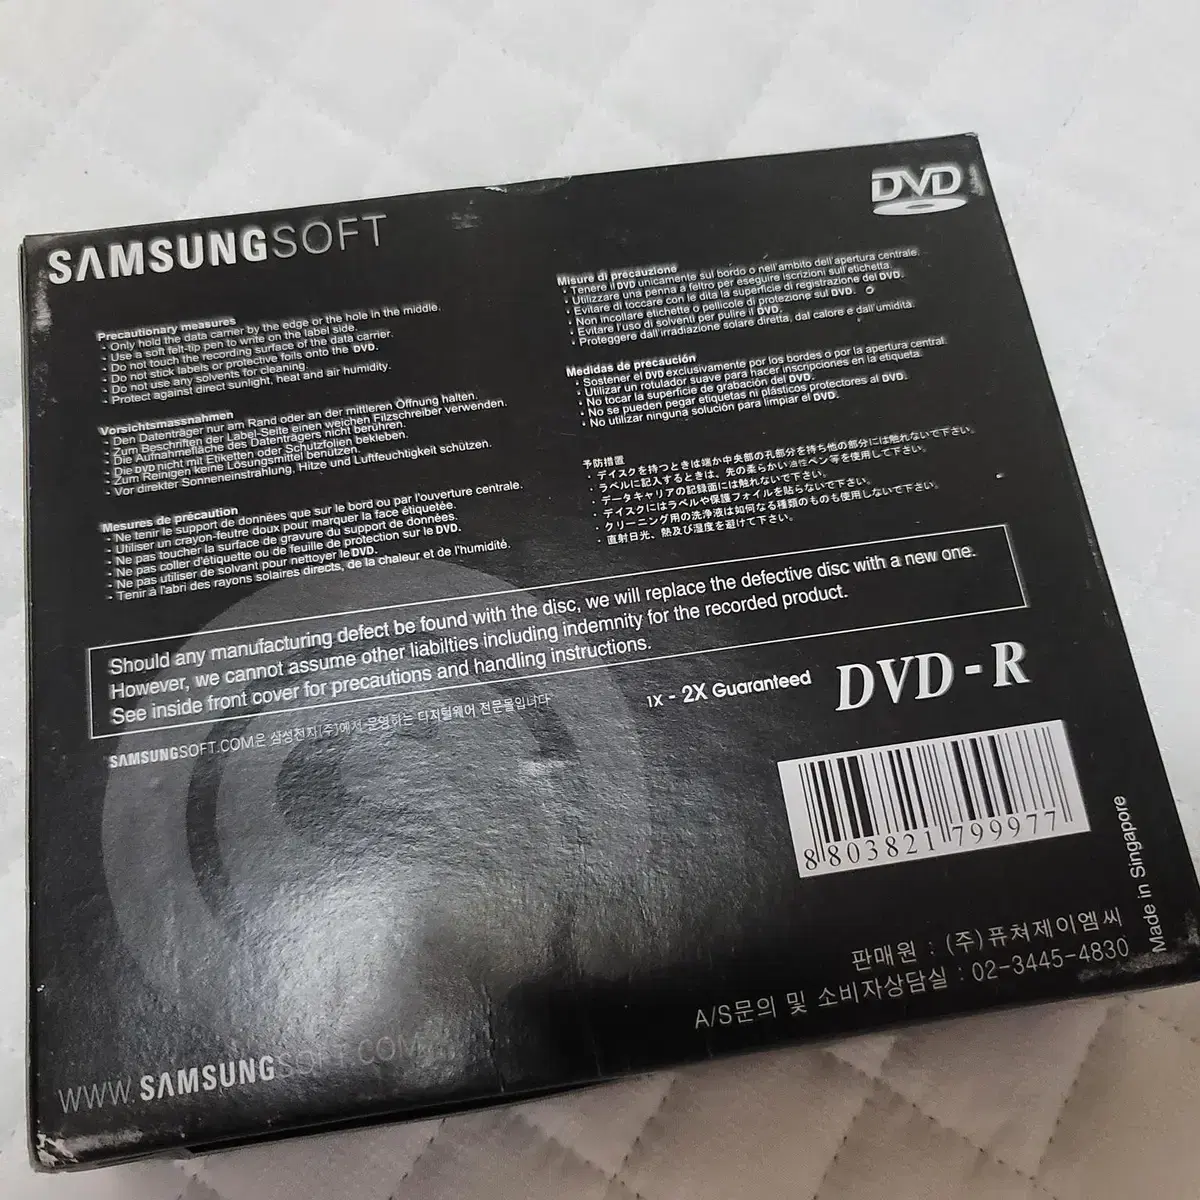 SAMSUNGSOFT
DVD
Precautionary measures
· Only hold the data carrier by the edge or the hole in the middle.
· Use a soft felt-tip pen to write on the label side.
· Do not touch the recording surface of the data carrier.
· Do not stick labels or protective foils onto the DVD.
· Do not use any solvents for cleaning.
· Protect against direct sunlight, heat and air humidity.
Vorsichtsmassnahmen
· Den Datenträger nur am Rand oder an der mittleren Öffnung halten.
· Zum Beschriften der Label-Seite einen weichen Filzschreiber verwenden.
· Die Aufnahmefläche des Datenträgers nicht berühren.
· Die DVD nicht mit Etiketten oder Schutzfolien bekleben.
· Zum Reinigen keine Lösungsmittel benützen.
· Vor direkter Sonneneinstrahlung, Hitze und Luftfeuchtigkeit schützen.
Mesures de précaution
· Ne tenir le support de données que sur le bord ou par l'ouverture centrale.
· Utiliser un crayon-feutre doux pour marquer la face étiquetée.
· Ne pas toucher la surface de gravure du support de données.
· Ne pas coller d'étiquette ou de feuille de protection sur le DVD.
· Ne pas utiliser de solvant pour nettoyer le DVD.
· Tenir à l'abri des rayons solaires directs, de la chaleur et de l'humidité.
Misure di precauzione
· Tenere il DVD unicamente sul bordo o nell'ambito dell'apertura centrale.
· Utilizzare una penna a feltro per eseguire iscrizioni sull'etichetta.
· Evitare di toccare con le dita la superficie di registrazione del DVD.
· Non incollare etichette o pellicole di protezione sul DVD.
· Evitare l'uso di solventi per pulire il DVD.
· Proteggere dall'irradiazione solare diretta, dal calore e dall'umidità.
Medidas de precaución
· Sostener el DVD exclusivamente por los bordes o por la apertura central.
· Utilizar un rotulador suave para hacer inscripciones en la etiqueta.
· No tocar la superficie de grabación del DVD.
· No se pueden pegar etiquetas ni plásticos protectores al DVD.
· No utilizar ninguna solución para limpiar el DVD.
予防措置
· ディスクを持つときは端か中央部の孔部分を持ち他の部分には触れないで下さい。
· ラベルに記入するときは、先の柔らかい油性ペン等を使用して下さい。
· データキャリアの記録面には触れないで下さい。
· ディスクにはラベルや保護フォイルを貼らないで下さい。
· クリーニング用の洗浄液は如何なる種類のものも使用しないで下さい。
· 直射日光、熱及び湿度を避けて下さい。
Should any manufacturing defect be found with the disc, we will replace the defective disc with a new one.
However, we cannot assume other liabilties including indemnity for the recorded product.
See inside front cover for precautions and handling instructions.
SAMSUNGSOFT.COM은 삼성전자(주)에서 운영하는 디지털웨어 전문몰입니다
1X - 2X Guaranteed
DVD-R
8 803821 799977
Made in Singapore
판매원 : (주)퓨쳐제이엠씨
A/S문의 및 소비자상담실 : 02-3445-4830
WWW.SAMSUNGSOFT.COM